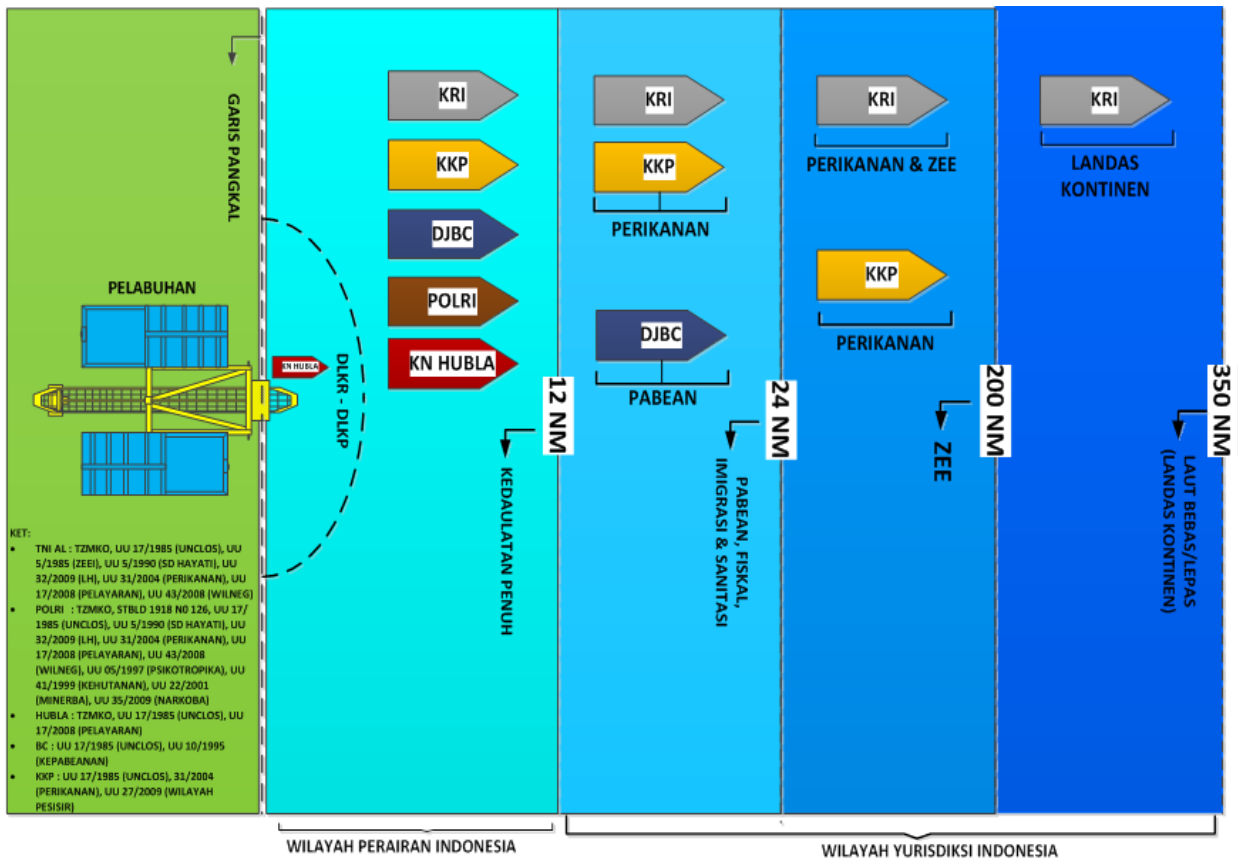 GARIS PANGKAL
PELABUHAN
KN HUBLA
DLKR - DLKP
KET:
• TNI AL : TZMKO, UU 17/1985 (UNCLOS), UU
5/1985 (ZEEI), UU 5/1990 (SD HAYATI), UU
32/2009 (LH), UU 31/2004 (PERIKANAN), UU
17/2008 (PELAYARAN), UU 43/2008 (WILNEG)
• POLRI : TZMKO, STBLD 1918 N0 126, UU 17/
1985 (UNCLOS), UU 5/1990 (SD HAYATI), UU
32/2009 (LH), UU 31/2004 (PERIKANAN), UU
17/2008 (PELAYARAN), UU 43/2008
(WILNEG), UU 05/1997 (PSIKOTROPIKA), UU
41/1999 (KEHUTANAN), UU 22/2001
(MINERBA), UU 35/2009 (NARKOBA)
• HUBLA : TZMKO, UU 17/1985 (UNCLOS), UU
17/2008 (PELAYARAN)
• BC : UU 17/1985 (UNCLOS), UU 10/1995
(KEPABEANAN)
• KKP : UU 17/1985 (UNCLOS), 31/2004
(PERIKANAN), UU 27/2009 (WILAYAH
PESISIR)
KRI
KKP
DJBC
POLRI
KN HUBLA
12 NM
KEDAULATAN PENUH
KRI
KKP
PERIKANAN
DJBC
PABEAN
24 NM
PABEAN, FISKAL,
IMIGRASI & SANITASI
KRI
PERIKANAN & ZEE
KKP
PERIKANAN
200 NM
ZEE
KRI
LANDAS
KONTINEN
350 NM
LAUT BEBAS/LEPAS
(LANDAS KONTINEN)
WILAYAH PERAIRAN INDONESIA
WILAYAH YURISDIKSI INDONESIA